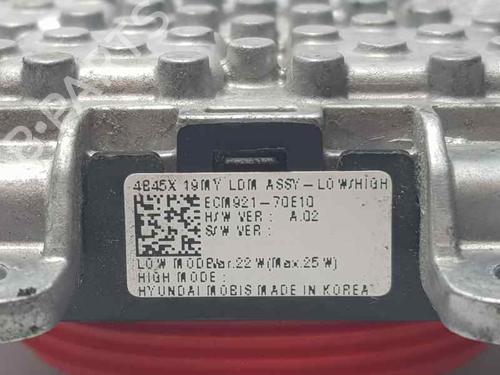 4B45X 19MY LDM ASSY-LOW/HIGH
ECM921-70E10
H/W VER : A.02
S/W VER :
LOW MODE Var.22 W(Max.25 W)
HIGH MODE :
HYUNDAI MOBIS MADE IN KOREA